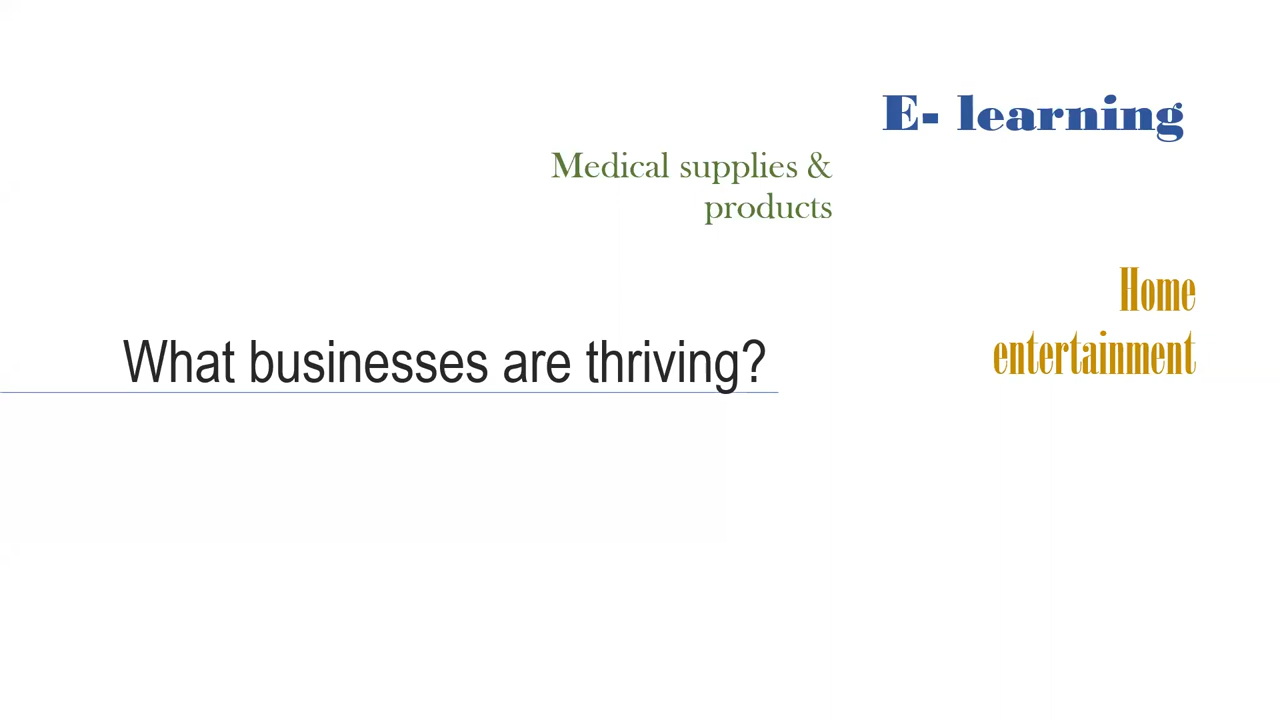 E- learning
Medical supplies &
products
Home
entertainment
What businesses are thriving?